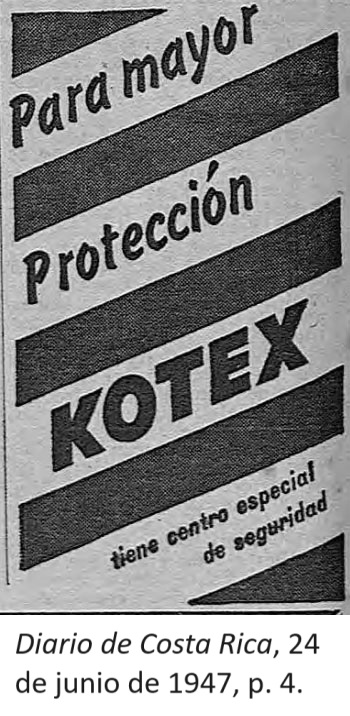 Para mayor
Protección
KOTEX
tiene centro especial
de seguridad
Diario de Costa Rica, 24
de junio de 1947, p. 4.